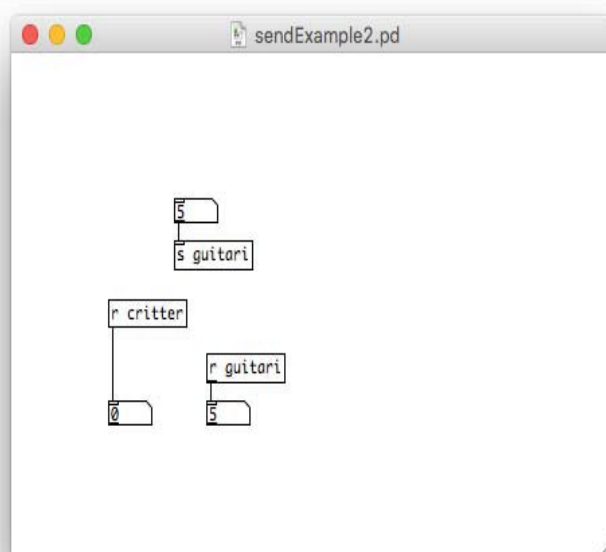 sendExample2.pd
5
s guitari
r critter
r guitari
0
5